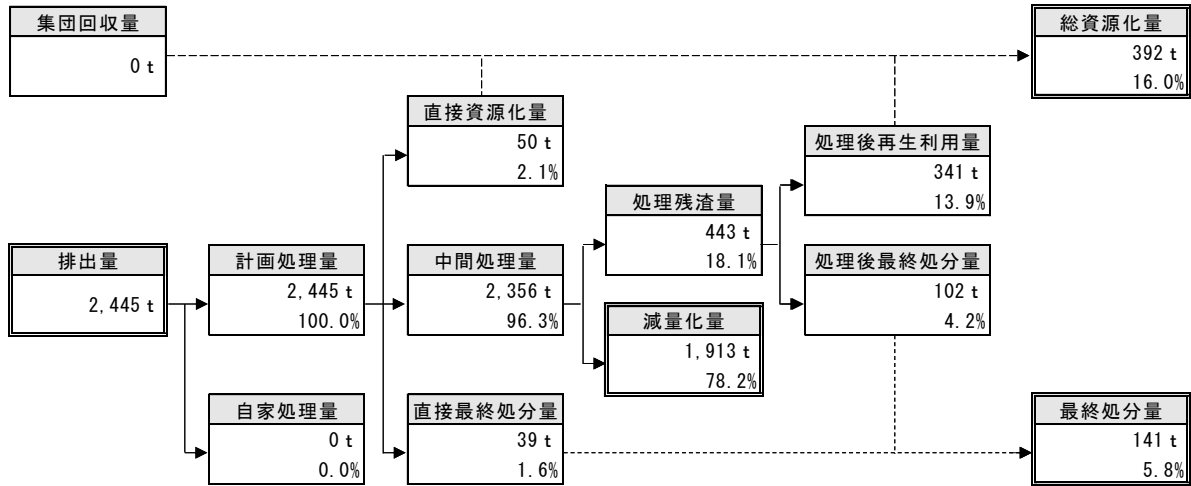 集団回収量
0 t
総資源化量
392 t
16.0%
直接資源化量
50 t
2.1%
処理後再生利用量
341 t
13.9%
処理残渣量
443 t
18.1%
排出量
2,445 t
計画処理量
2,445 t
100.0%
中間処理量
2,356 t
96.3%
処理後最終処分量
102 t
4.2%
減量化量
1,913 t
78.2%
自家処理量
0 t
0.0%
直接最終処分量
39 t
1.6%
最終処分量
141 t
5.8%